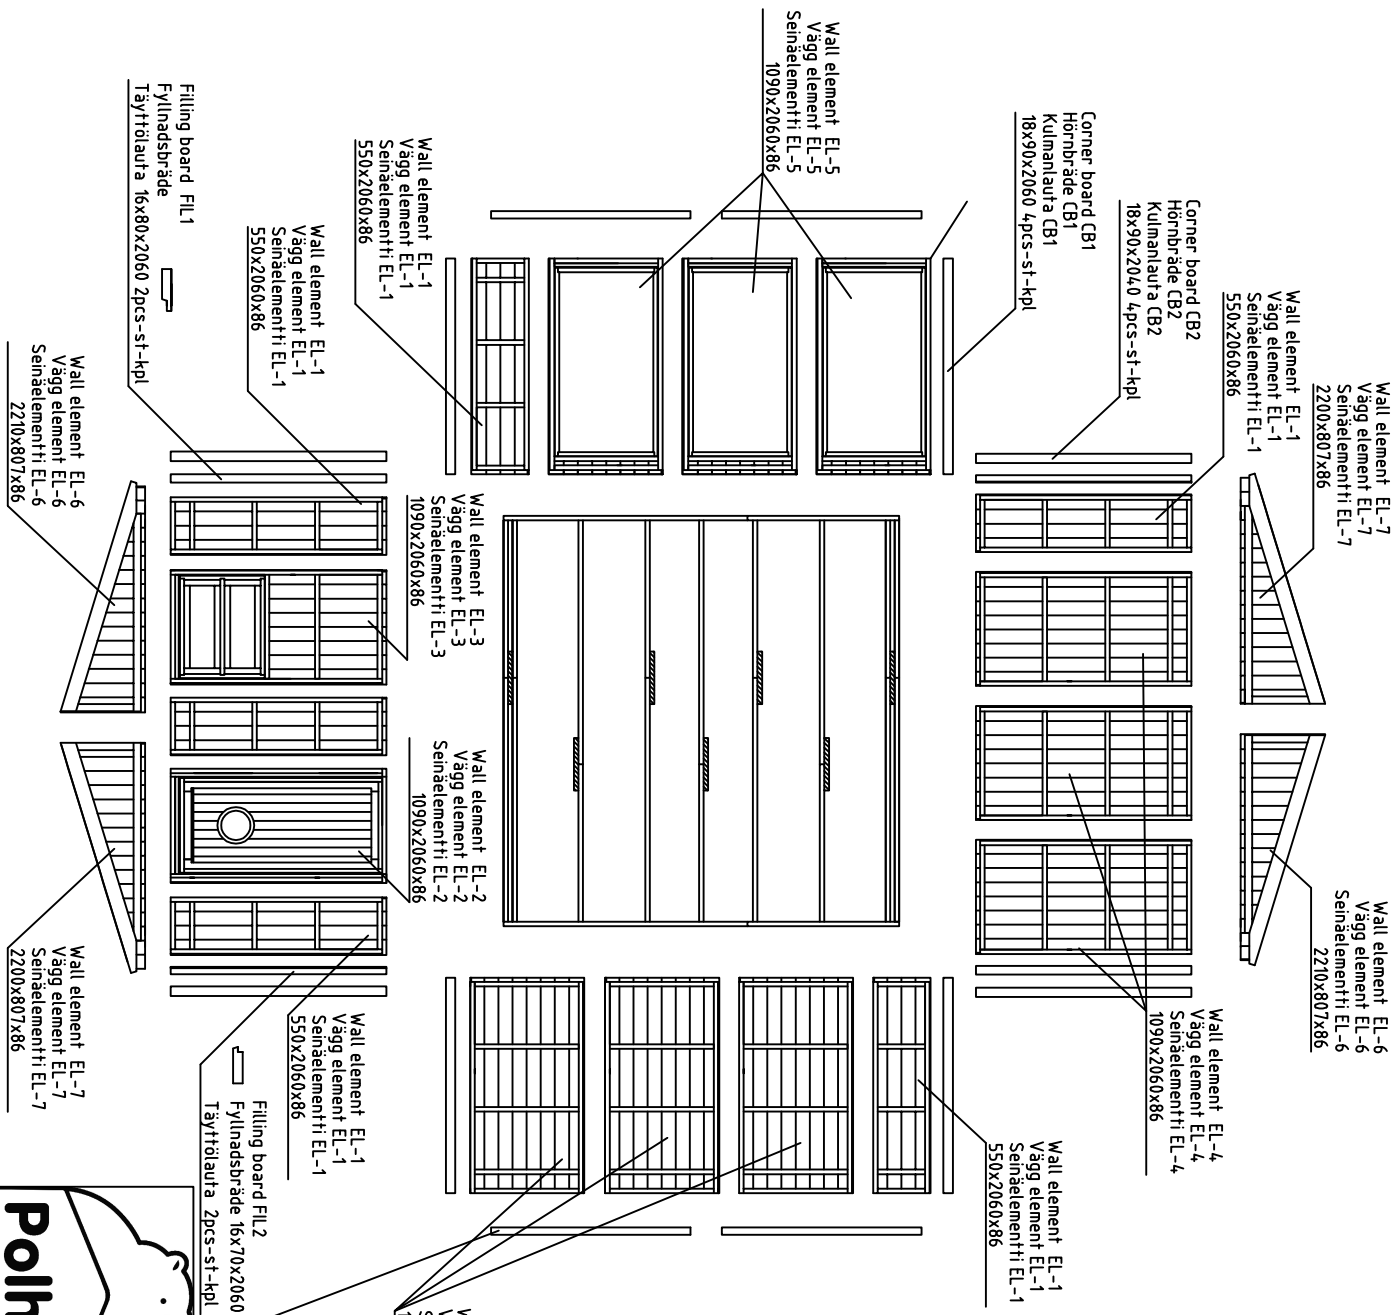 Wall element EL-5
Vägg element EL-5
Seinäelementti EL-5
1090x2060x86
Corner board CB1
Hörnbräde CB1
Kulmanlauta CB1
18x90x2060 4pcs-st-kpl
Corner board CB2
Hörnbräde CB2
Kulmanlauta CB2
18x90x2040 4pcs-st-kpl
Wall element EL-1
Vägg element EL-1
Seinäelementti EL-1
550x2060x86
Wall element EL-7
Vägg element EL-7
Seinäelementti EL-7
2200x807x86
Filling board FIL1
Fyllnadsbräde
Täyttölauta 16x80x2060 2pcs-st-kpl
Wall element EL-1
Vägg element EL-1
Seinäelementti EL-1
550x2060x86
Wall element EL-1
Vägg element EL-1
Seinäelementti EL-1
550x2060x86
Wall element EL-6
Vägg element EL-6
Seinäelementti EL-6
2210x807x86
Wall element EL-3
Vägg element EL-3
Seinäelementti EL-3
1090x2060x86
Wall element EL-2
Vägg element EL-2
Seinäelementti EL-2
1090x2060x86
Wall element EL-6
Vägg element EL-6
Seinäelementti EL-6
2210x807x86
Wall element EL-4
Vägg element EL-4
Seinäelementti EL-4
1090x2060x86
Wall element EL-7
Vägg element EL-7
Seinäelementti EL-7
2200x807x86
Wall element EL-1
Vägg element EL-1
Seinäelementti EL-1
550x2060x86
Filling board FIL2
Fyllnadsbräde 16x70x2060
Täyttölauta 2pcs-st-kpl
Wall element EL-1
Vägg element EL-1
Seinäelementti EL-1
550x2060x86
Polh